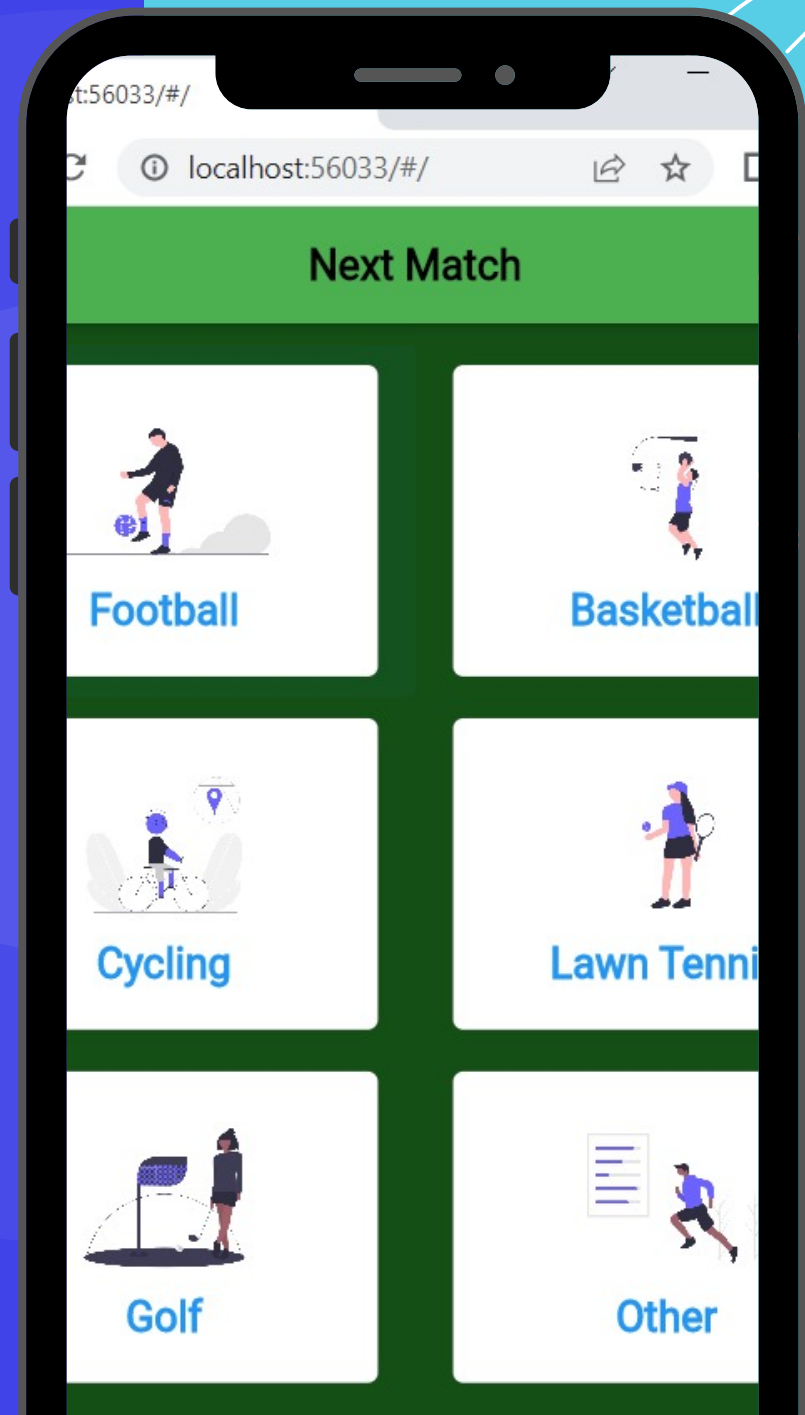 t:56033/#/
localhost:56033/#/
Next Match
Football
Basketball
Cycling
Lawn Tenni
Golf
Other